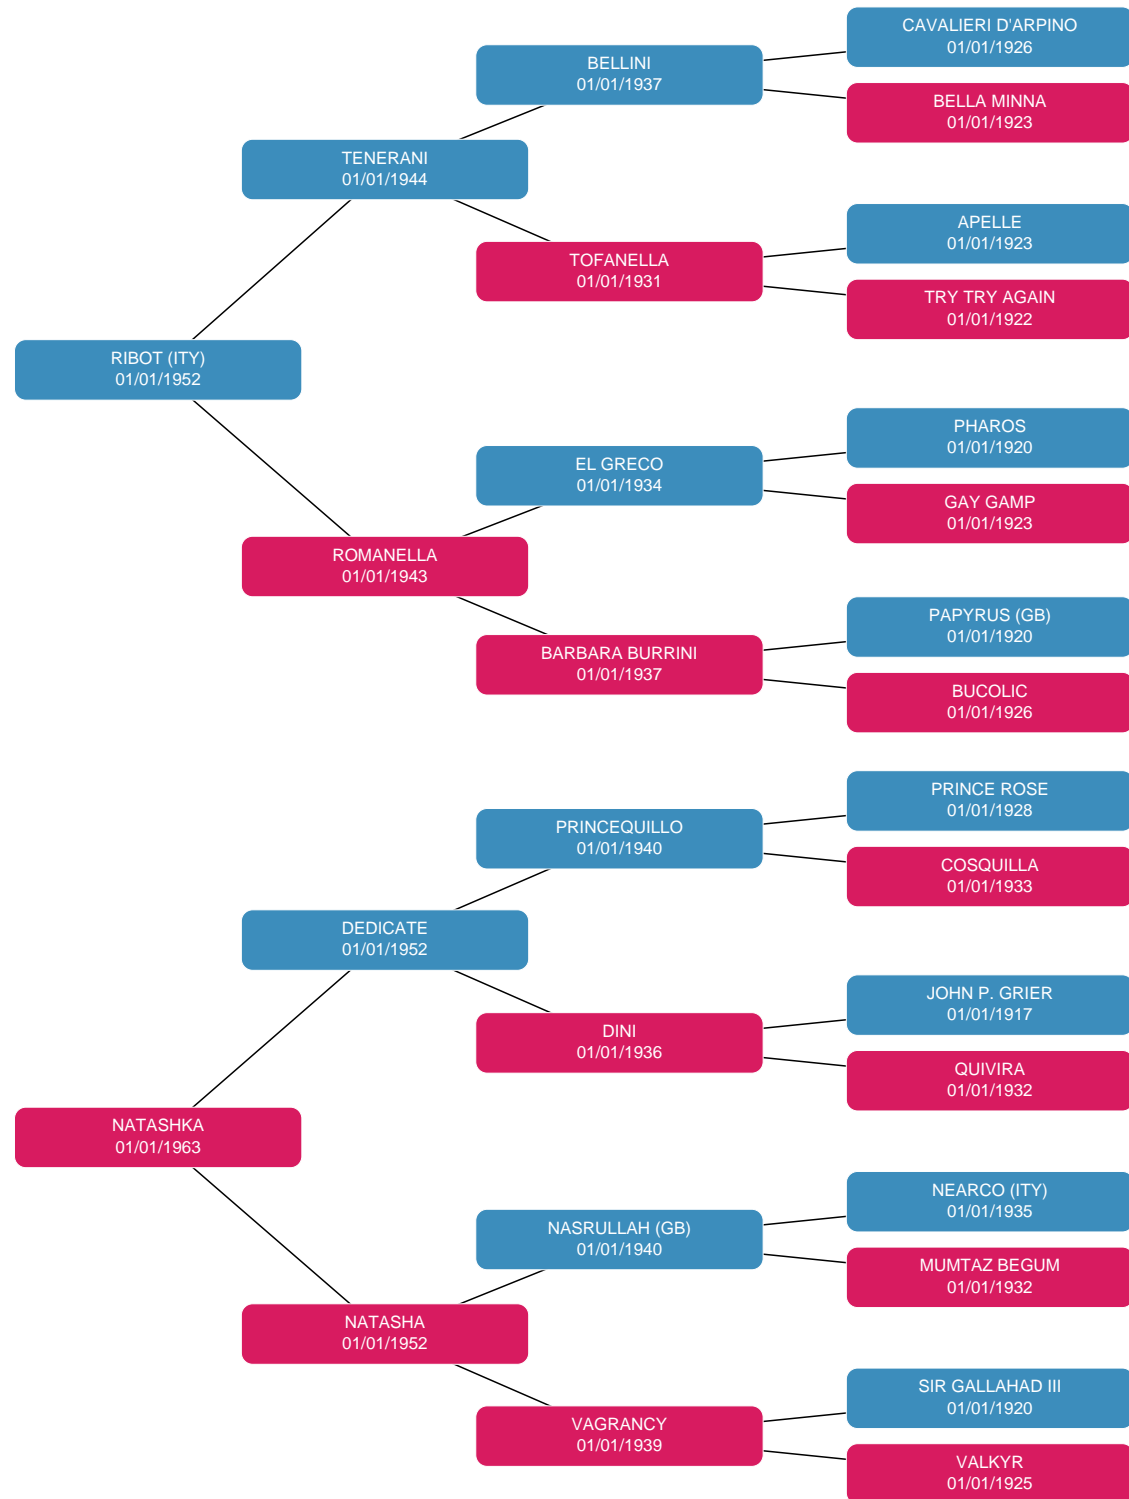 CAVALIERI D'ARPINO
01/01/1926
BELLINI
01/01/1937
BELLA MINNA
01/01/1923
TENERANI
01/01/1944
APELLE
01/01/1923
TOFANELLA
01/01/1931
TRY TRY AGAIN
01/01/1922
RIBOT (ITY)
01/01/1952
PHAROS
01/01/1920
EL GRECO
01/01/1934
GAY GAMP
01/01/1923
ROMANELLA
01/01/1943
PAPYRUS (GB)
01/01/1920
BARBARA BURRINI
01/01/1937
BUCOLIC
01/01/1926
PRINCE ROSE
01/01/1928
PRINCEQUILLO
01/01/1940
COSQUILLA
01/01/1933
DEDICATE
01/01/1952
JOHN P. GRIER
01/01/1917
DINI
01/01/1936
QUIVIRA
01/01/1932
NATASHKA
01/01/1963
NEARCO (ITY)
01/01/1935
NASRULLAH (GB)
01/01/1940
MUMTAZ BEGUM
01/01/1932
NATASHA
01/01/1952
SIR GALLAHAD III
01/01/1920
VAGRANCY
01/01/1939
VALKYR
01/01/1925